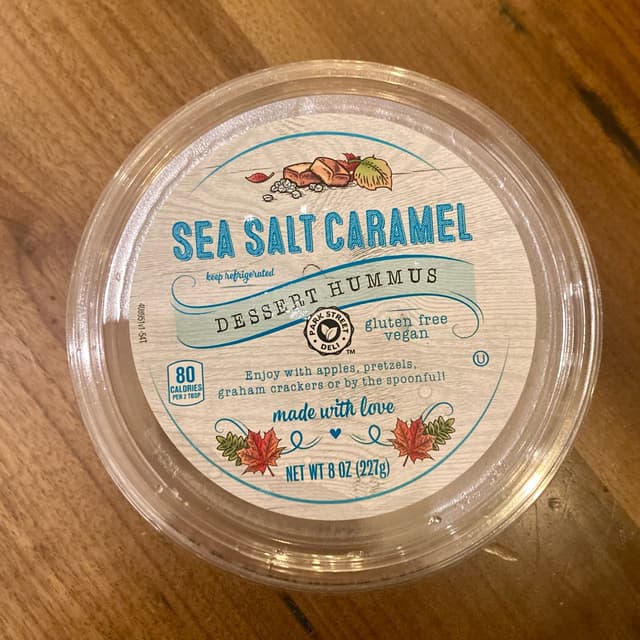 SEA SALT CARAMEL
keep refrigerated
DESSERT HUMMUS
PARK STREET
DELI
TM
gluten free
vegan
U
80
CALORIES
PER 2 TBSP
Enjoy with apples, pretzels,
graham crackers or by the spoonful!
made with love
NET WT 8 OZ (227g)